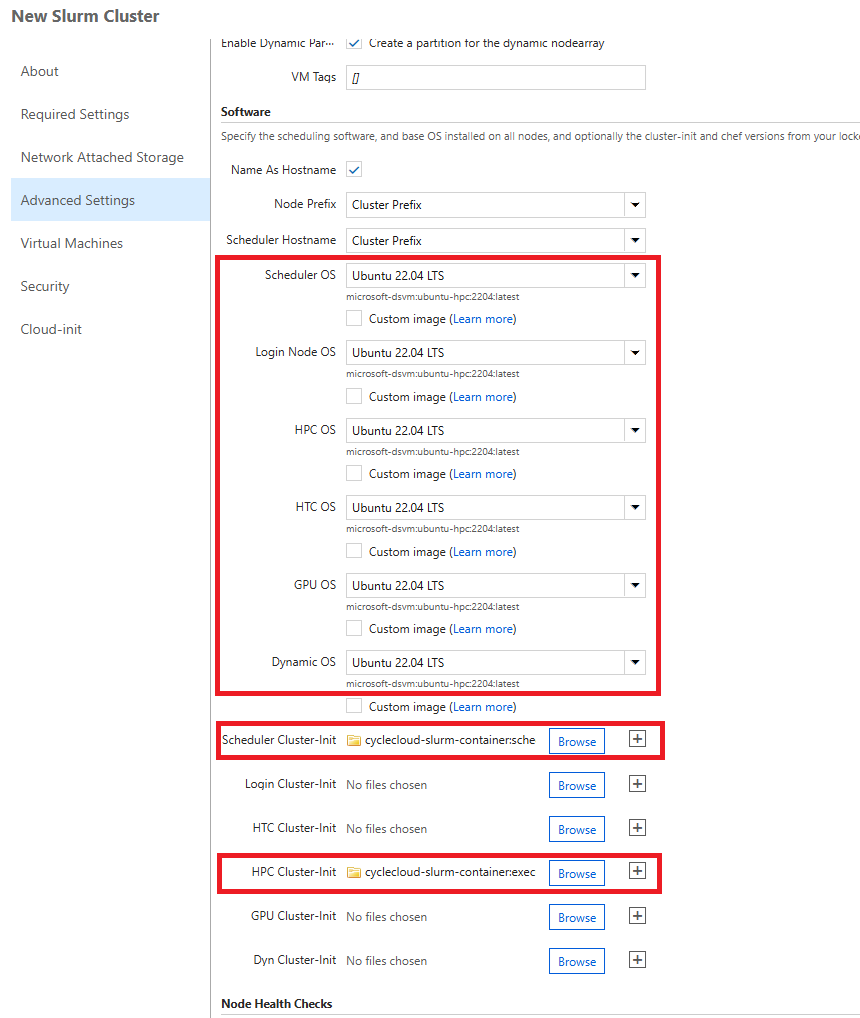 New Slurm Cluster
About
Required Settings
Network Attached Storage
Advanced Settings
Virtual Machines
Security
Cloud-init
Enable Dynamic Par... Create a partition for the dynamic nodearray
VM Tags []
Software
Specify the scheduling software, and base OS installed on all nodes, and optionally the cluster-init and chef versions from your locke
Name As Hostname
Node Prefix Cluster Prefix
Scheduler Hostname Cluster Prefix
Scheduler OS Ubuntu 22.04 LTS
microsoft-dsvm:ubuntu-hpc:2204:latest
Custom image (Learn more)
Login Node OS Ubuntu 22.04 LTS
microsoft-dsvm:ubuntu-hpc:2204:latest
Custom image (Learn more)
HPC OS Ubuntu 22.04 LTS
microsoft-dsvm:ubuntu-hpc:2204:latest
Custom image (Learn more)
HTC OS Ubuntu 22.04 LTS
microsoft-dsvm:ubuntu-hpc:2204:latest
Custom image (Learn more)
GPU OS Ubuntu 22.04 LTS
microsoft-dsvm:ubuntu-hpc:2204:latest
Custom image (Learn more)
Dynamic OS Ubuntu 22.04 LTS
microsoft-dsvm:ubuntu-hpc:2204:latest
Custom image (Learn more)
Scheduler Cluster-Init cyclecloud-slurm-container:sche Browse
Login Cluster-Init No files chosen Browse
HTC Cluster-Init No files chosen Browse
HPC Cluster-Init cyclecloud-slurm-container:exec Browse
GPU Cluster-Init No files chosen Browse
Dyn Cluster-Init No files chosen Browse
Node Health Checks